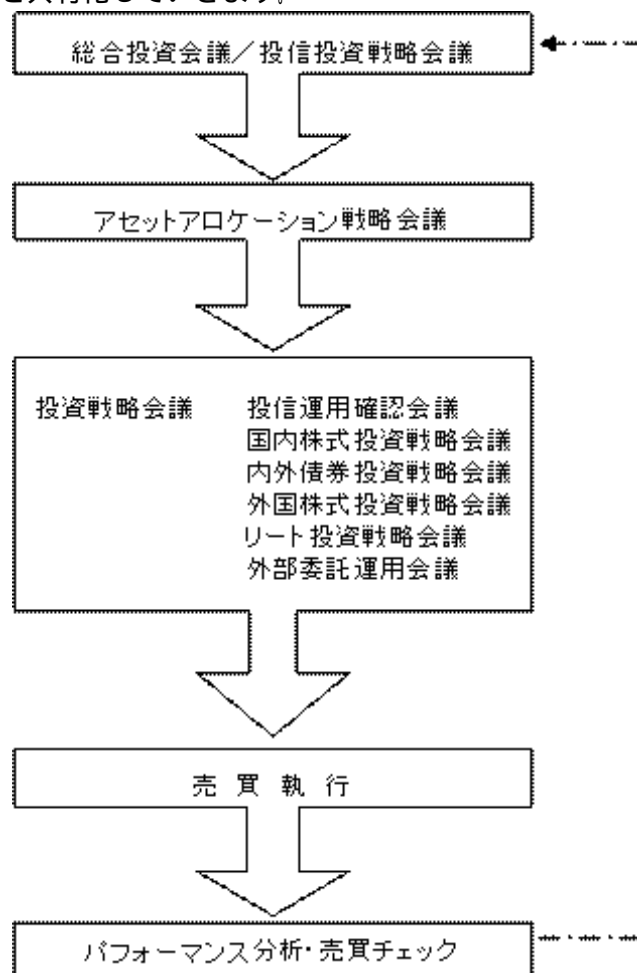 総合投資会議／投信投資戦略会議
アセットアロケーション戦略会議
投資戦略会議 投信運用確認会議
国内株式投資戦略会議
内外債券投資戦略会議
外国株式投資戦略会議
リート投資戦略会議
外部委託運用会議
売買執行
パフォーマンス分析・売買チェック